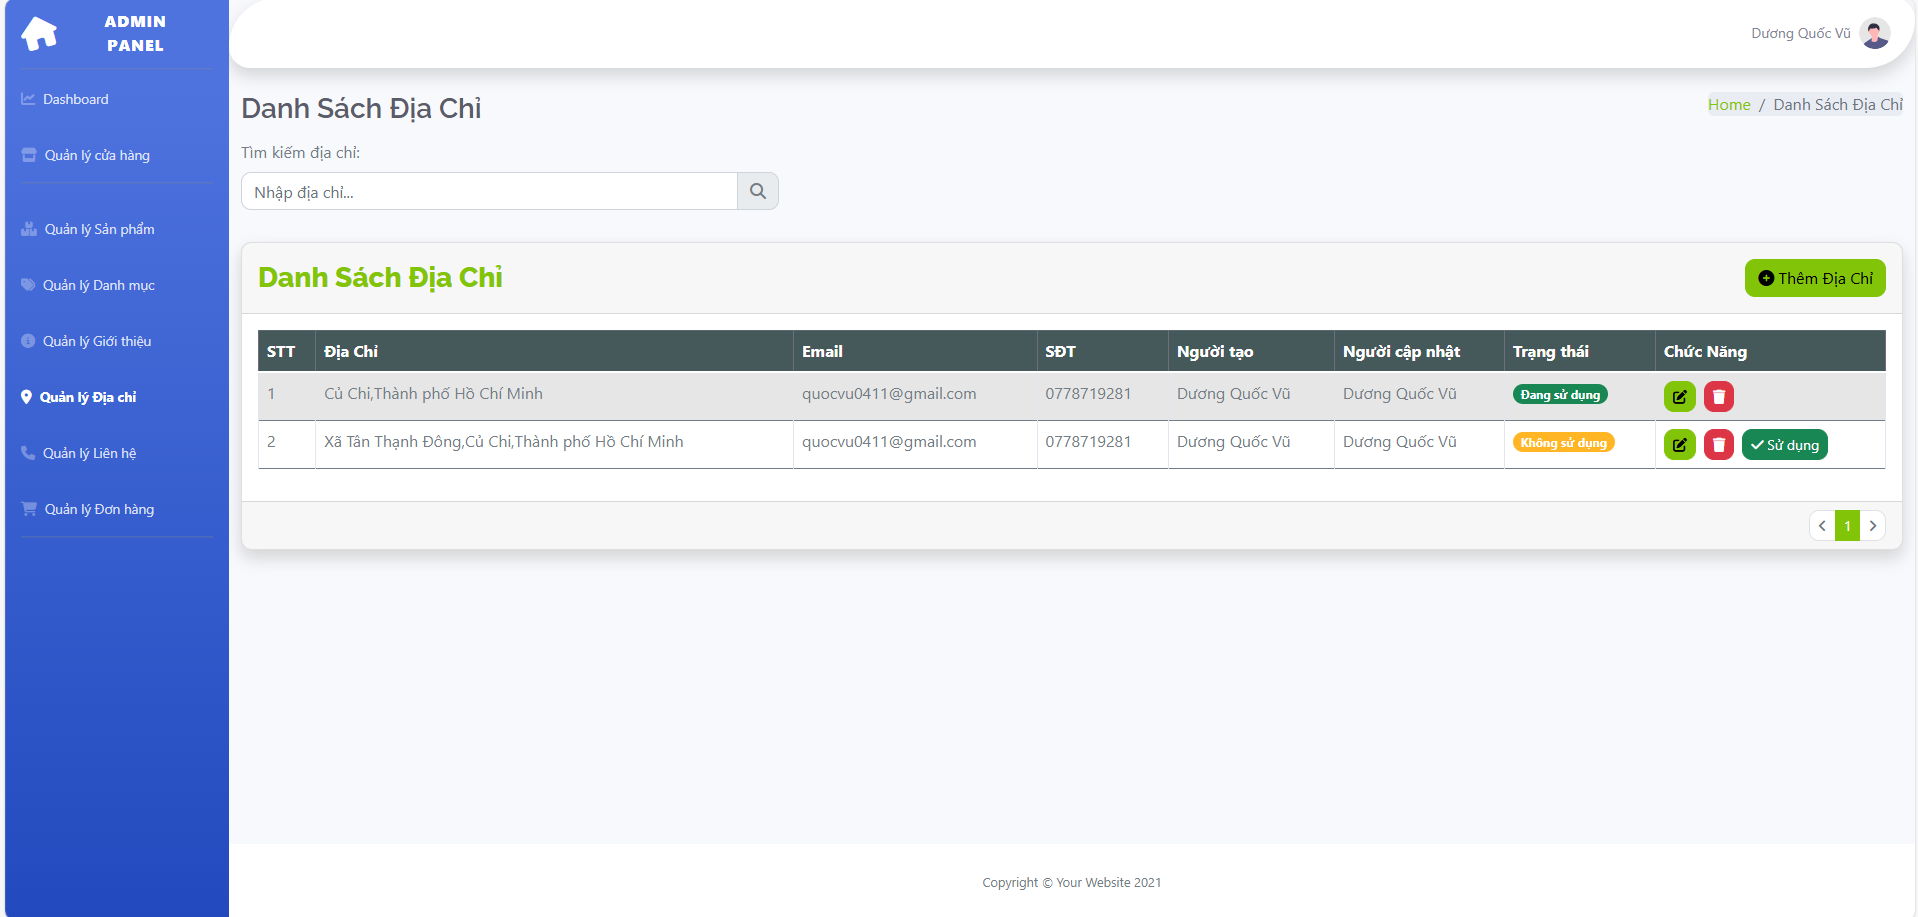 ADMIN
PANEL
Dashboard
Quản lý cửa hàng
Quản lý Sản phẩm
Quản lý Danh mục
Quản lý Giới thiệu
Quản lý Địa chỉ
Quản lý Liên hệ
Quản lý Đơn hàng
Dương Quốc Vũ
Danh Sách Địa Chỉ
Home / Danh Sách Địa Chỉ
Tìm kiếm địa chỉ:
Nhập địa chỉ...
Danh Sách Địa Chỉ
Thêm Địa Chỉ
STT Địa Chỉ Email SĐT Người tạo Người cập nhật Trạng thái Chức Năng
1 Củ Chi,Thành phố Hồ Chí Minh quocvu0411@gmail.com 0778719281 Dương Quốc Vũ Dương Quốc Vũ Đang sử dụng
2 Xã Tân Thạnh Đông,Củ Chi,Thành phố Hồ Chí Minh quocvu0411@gmail.com 0778719281 Dương Quốc Vũ Dương Quốc Vũ Không sử dụng Sử dụng
1
Copyright © Your Website 2021